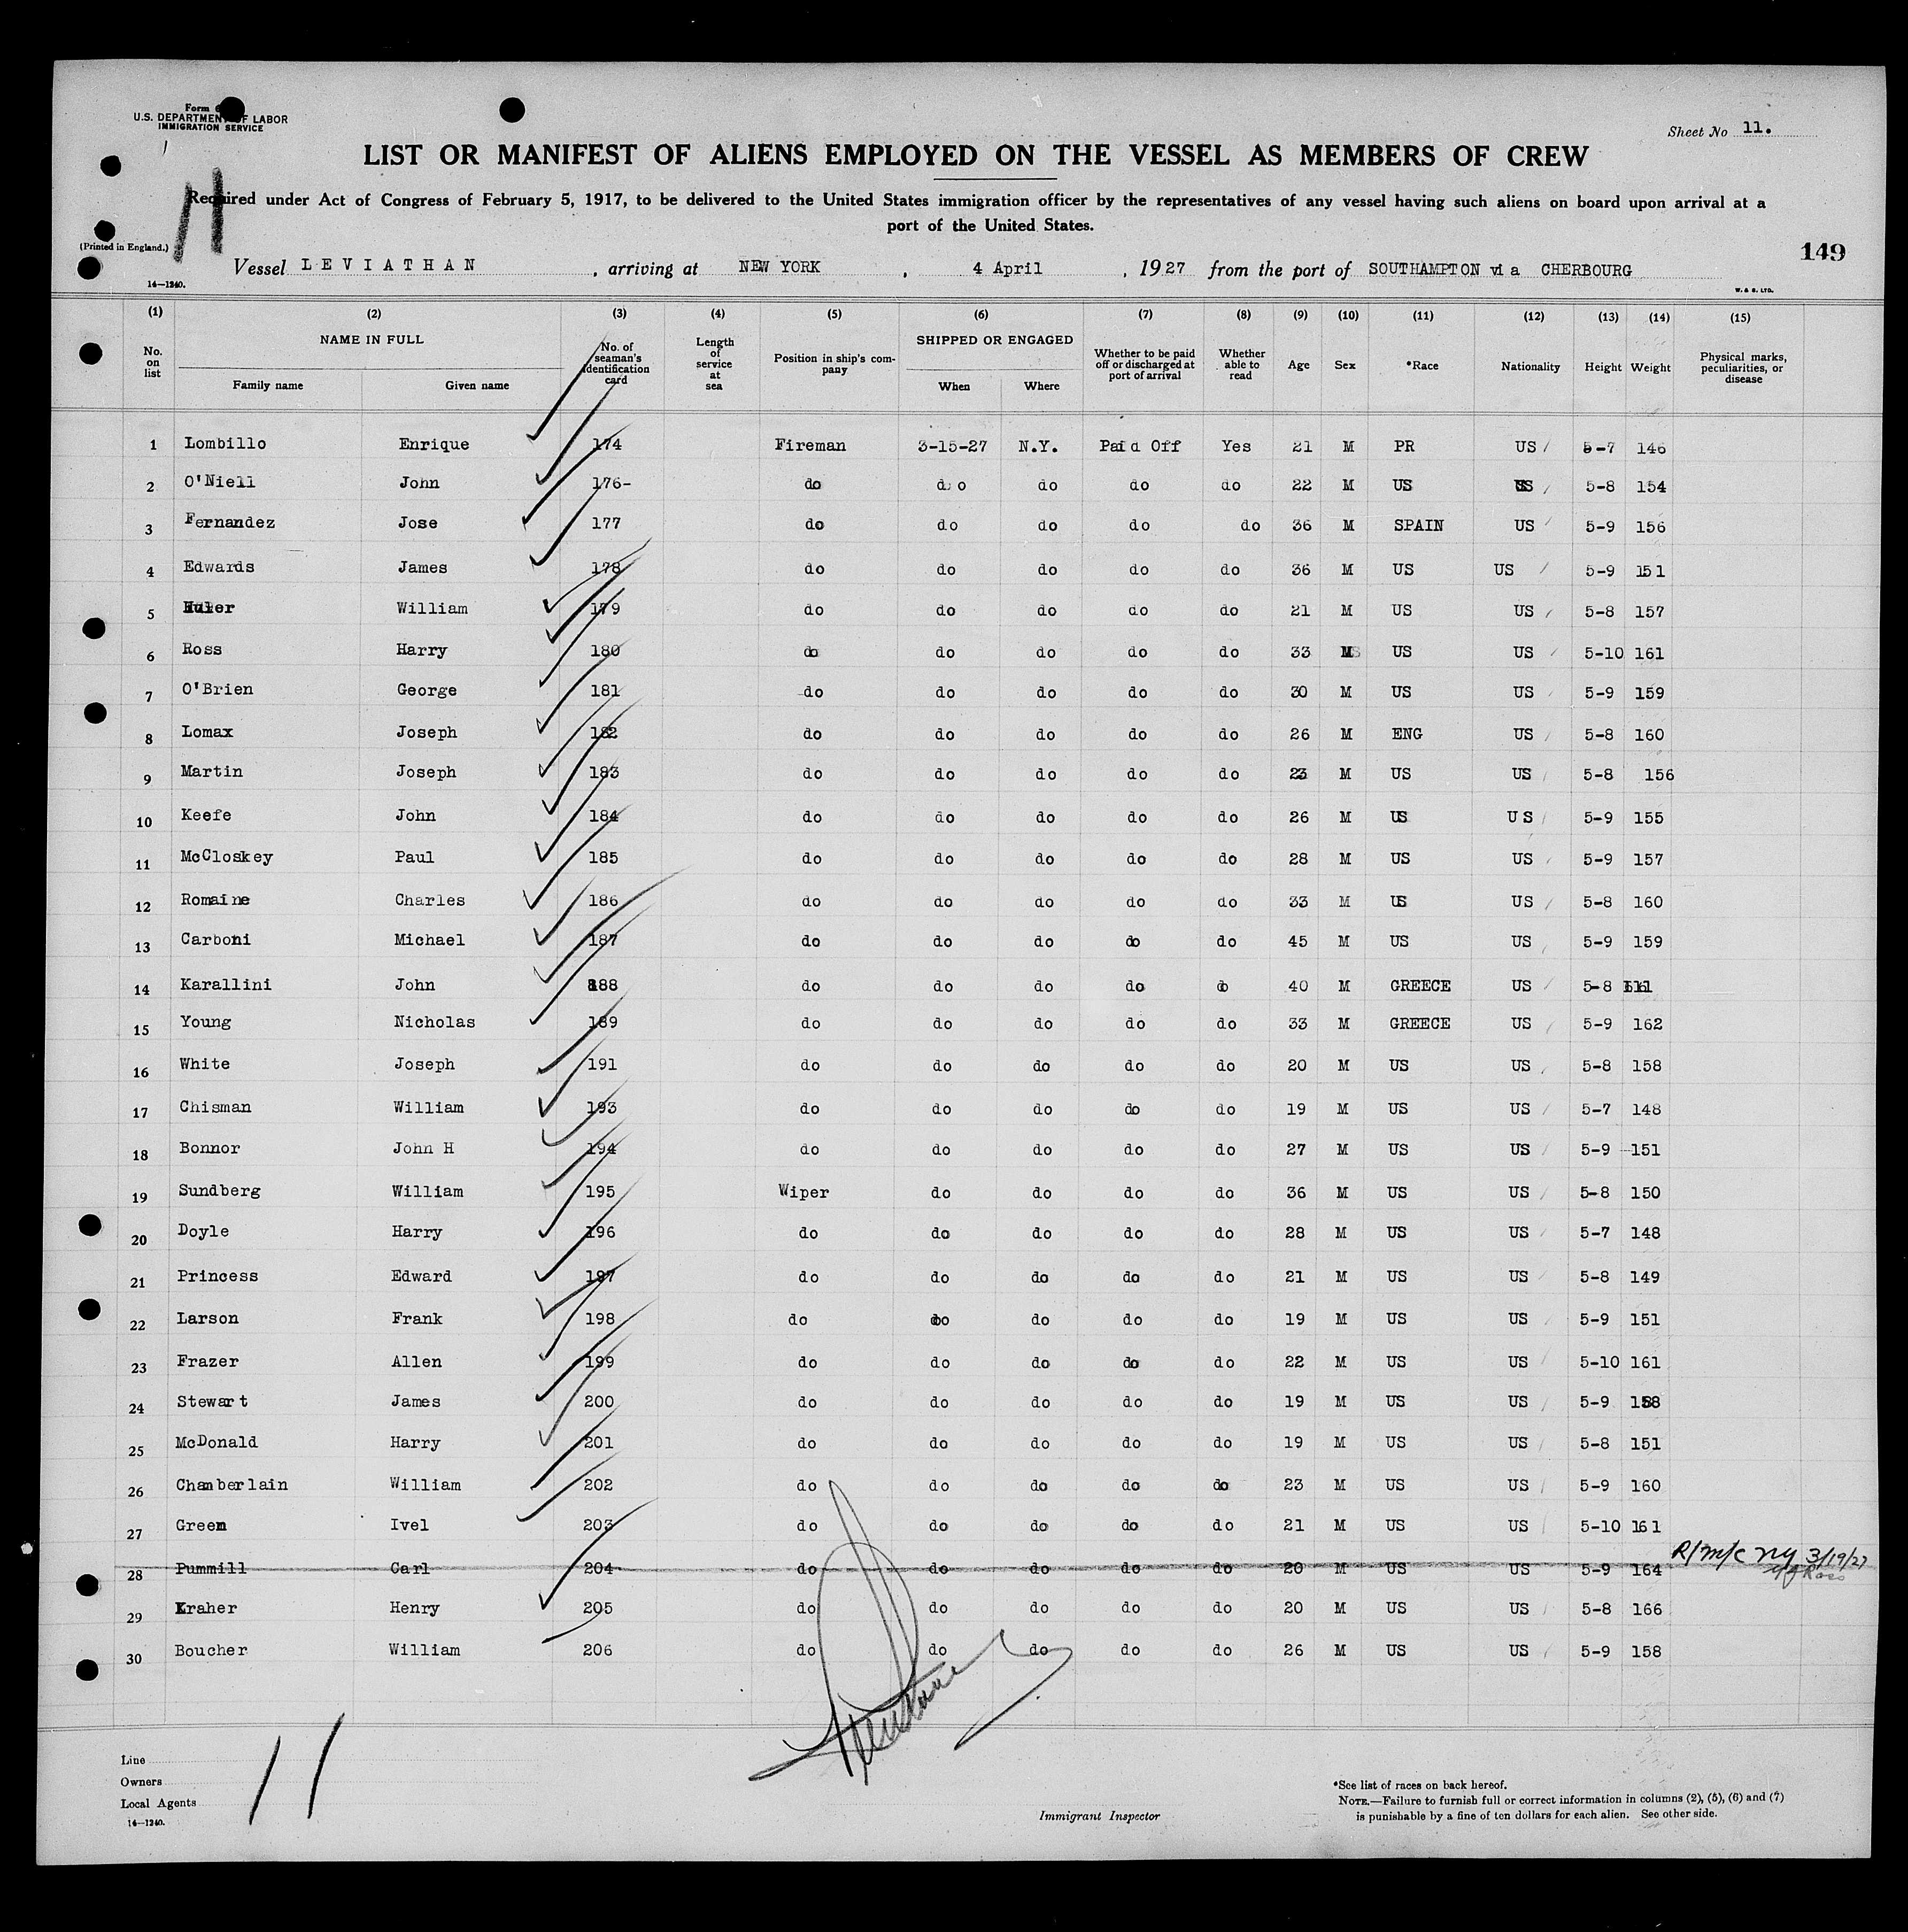 Form
U.S. DEPARTMENT OF LABOR
IMMIGRATION SERVICE
Sheet No 11.
LIST OR MANIFEST OF ALIENS EMPLOYED ON THE VESSEL AS MEMBERS OF CREW
11
Required under Act of Congress of February 5, 1917, to be delivered to the United States immigration officer by the representatives of any vessel having such aliens on board upon arrival at a
port of the United States.
(Printed in England.)
149
Vessel LEVIATHAN, arriving at NEW YORK, 4 April, 1927 from the port of SOUTHAMPTON via CHERBOURG
14—1240.
W. & S. LTD.
(1) (2) (3) (4) (5) (6) (7) (8) (9) (10) (11) (12) (13) (14) (15)
No. on list NAME IN FULL Family name Given name No. of seaman's identification card Length of service at sea Position in ship's company SHIPPED OR ENGAGED When Where Whether to be paid off or discharged at port of arrival Whether able to read Age Sex *Race Nationality Height Weight Physical marks, peculiarities, or disease
1 Lombillo Enrique 174 Fireman 3-15-27 N.Y. Paid Off Yes 21 M PR US 5-7 146
2 O'Niell John 176- do do do do do 22 M US US 5-8 154
3 Fernandez Jose 177 do do do do do 36 M SPAIN US 5-9 156
4 Edwards James 178 do do do do do 36 M US US 5-9 151
5 William 179 do do do do do 21 M US US 5-8 157
6 Ross Harry 180 do do do do do 33 M US US 5-10 161
7 O'Brien George 181 do do do do do 30 M US US 5-9 159
8 Lomax Joseph 182 do do do do do 26 M ENG US 5-8 160
9 Martin Joseph 183 do do do do do 23 M US US 5-8 156
10 Keefe John 184 do do do do do 26 M US US 5-9 155
11 McCloskey Paul 185 do do do do do 28 M US US 5-9 157
12 Romaine Charles 186 do do do do do 33 M US US 5-8 160
13 Carboni Michael 187 do do do do do 45 M US US 5-9 159
14 Karallini John 188 do do do do do 40 M GREECE US 5-8
15 Young Nicholas 189 do do do do do 33 M GREECE US 5-9 162
16 White Joseph 191 do do do do do 20 M US US 5-8 158
17 Chisman William 193 do do do do do 19 M US US 5-7 148
18 Bonnor John H 194 do do do do do 27 M US US 5-9 151
19 Sundberg William 195 Wiper do do do do 36 M US US 5-8 150
20 Doyle Harry 196 do do do do do 28 M US US 5-7 148
21 Princess Edward 197 do do do do do 21 M US US 5-8 149
22 Larson Frank 198 do do do do do 19 M US US 5-9 151
23 Frazer Allen 199 do do do do do 22 M US US 5-10 161
24 Stewart James 200 do do do do do 19 M US US 5-9 158
25 McDonald Harry 201 do do do do do 19 M US US 5-8 151
26 Chamberlain William 202 do do do do do 23 M US US 5-9 160
27 Green Ivel 203 do do do do do 21 M US US 5-10 161
28 Pummill Carl 204 do do do do do 20 M US US 5-9 164 R/m/c ny 3/19/27
Ross
29 Kraher Henry 205 do do do do do 20 M US US 5-8 166
30 Boucher William 206 do do do do do 26 M US US 5-9 158
Line
Owners
Local Agents
14—1240.
11
Immigrant Inspector
*See list of races on back hereof.
NOTE.—Failure to furnish full or correct information in columns (2), (5), (6) and (7)
is punishable by a fine of ten dollars for each alien. See other side.